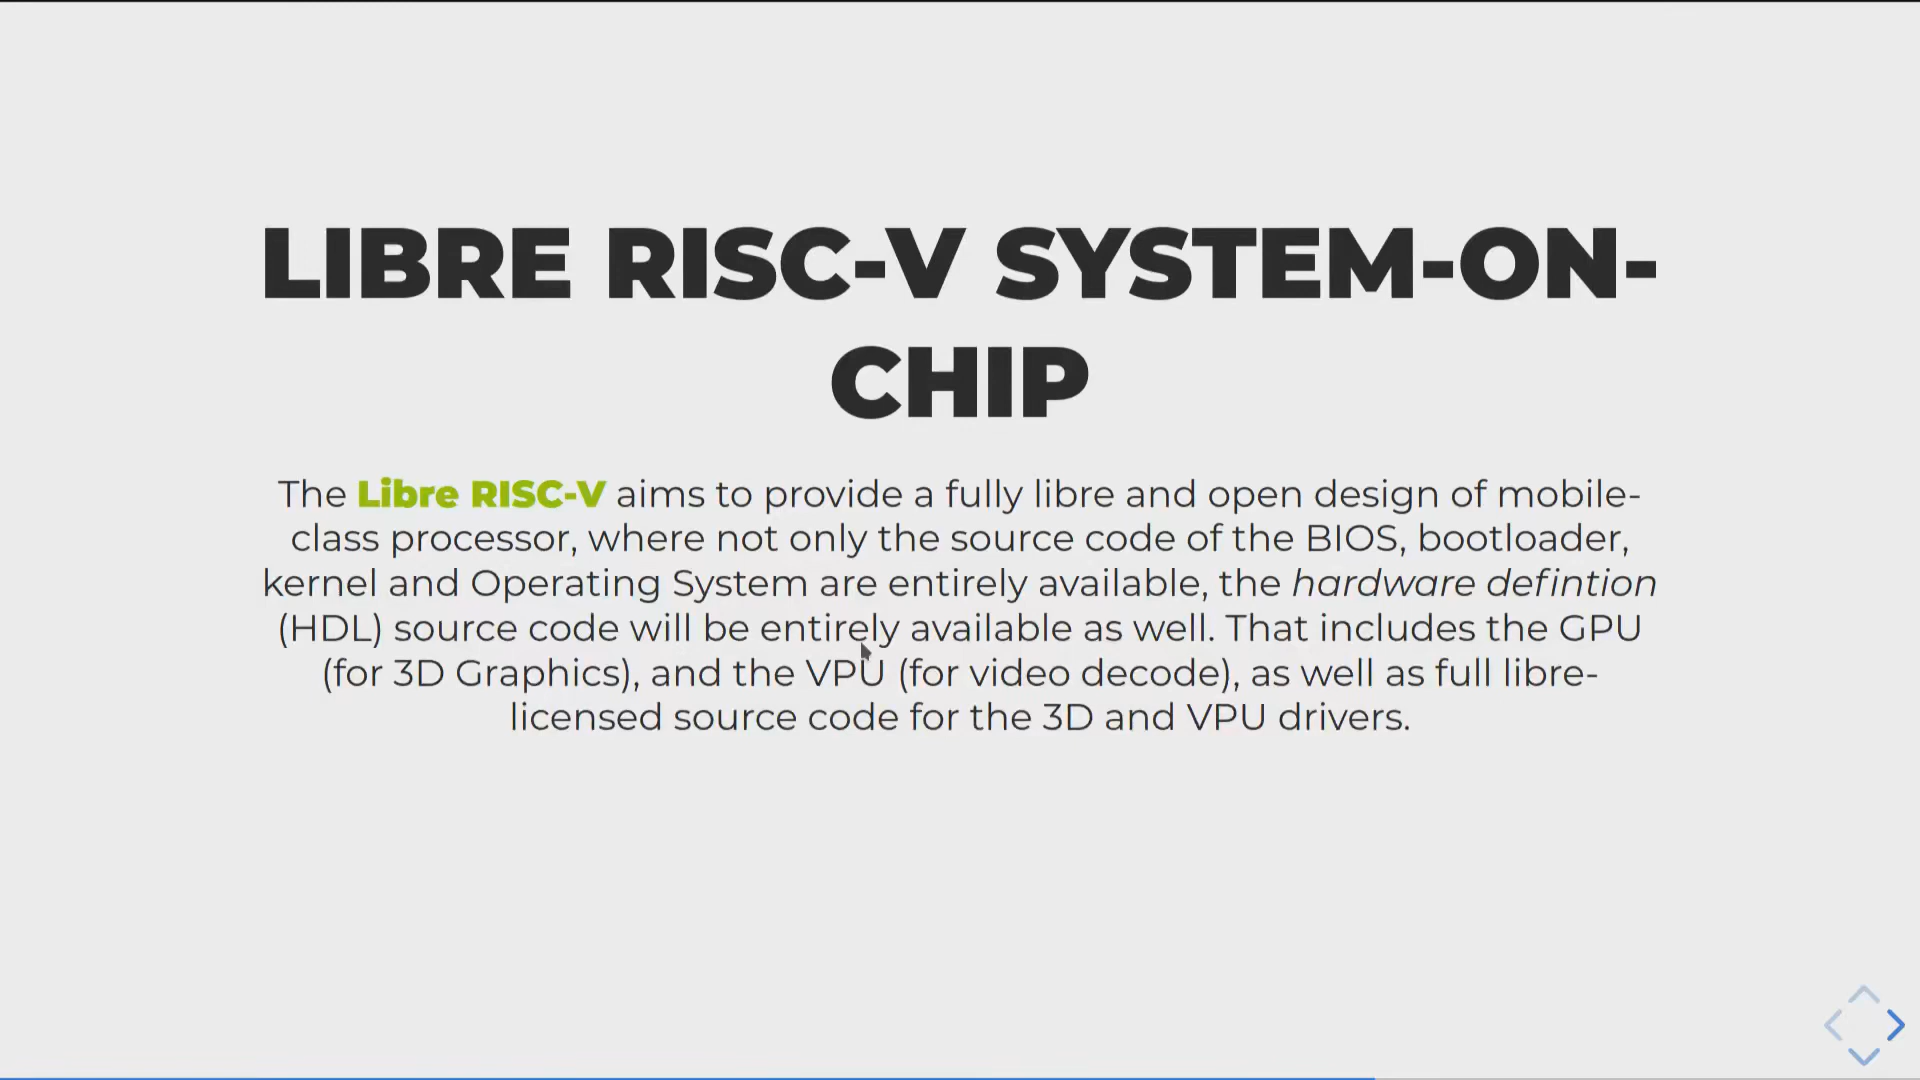 LIBRE RISC-V SYSTEM-ON-
CHIP
The Libre RISC-V aims to provide a fully libre and open design of mobile-
class processor, where not only the source code of the BIOS, bootloader,
kernel and Operating System are entirely available, the hardware defintion
(HDL) source code will be entirely available as well. That includes the GPU
(for 3D Graphics), and the VPU (for video decode), as well as full libre-
licensed source code for the 3D and VPU drivers.